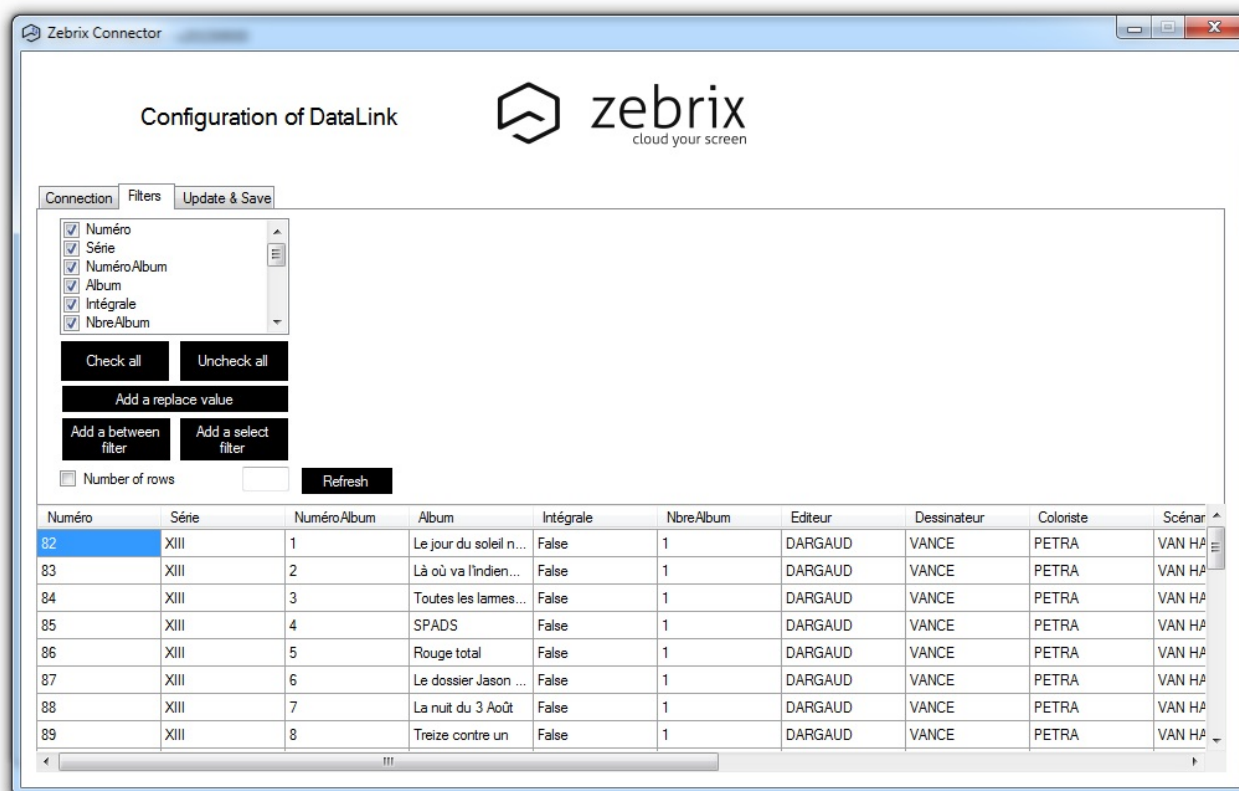 Zebrix Connector
Configuration of DataLink
zebrix
cloud your screen
Connection Filters Update & Save
Numéro
Série
NuméroAlbum
Album
Intégrale
NbreAlbum
Check all Uncheck all
Add a replace value
Add a between filter Add a select filter
Number of rows Refresh
Numéro Série NuméroAlbum Album Intégrale NbreAlbum Editeur Dessinateur Coloriste Scénar
82 XIII 1 Le jour du soleil n... False 1 DARGAUD VANCE PETRA VAN HA
83 XIII 2 Là où va l'indien... False 1 DARGAUD VANCE PETRA VAN HA
84 XIII 3 Toutes les larmes... False 1 DARGAUD VANCE PETRA VAN HA
85 XIII 4 SPADS False 1 DARGAUD VANCE PETRA VAN HA
86 XIII 5 Rouge total False 1 DARGAUD VANCE PETRA VAN HA
87 XIII 6 Le dossier Jason ... False 1 DARGAUD VANCE PETRA VAN HA
88 XIII 7 La nuit du 3 Août False 1 DARGAUD VANCE PETRA VAN HA
89 XIII 8 Treize contre un False 1 DARGAUD VANCE PETRA VAN HA